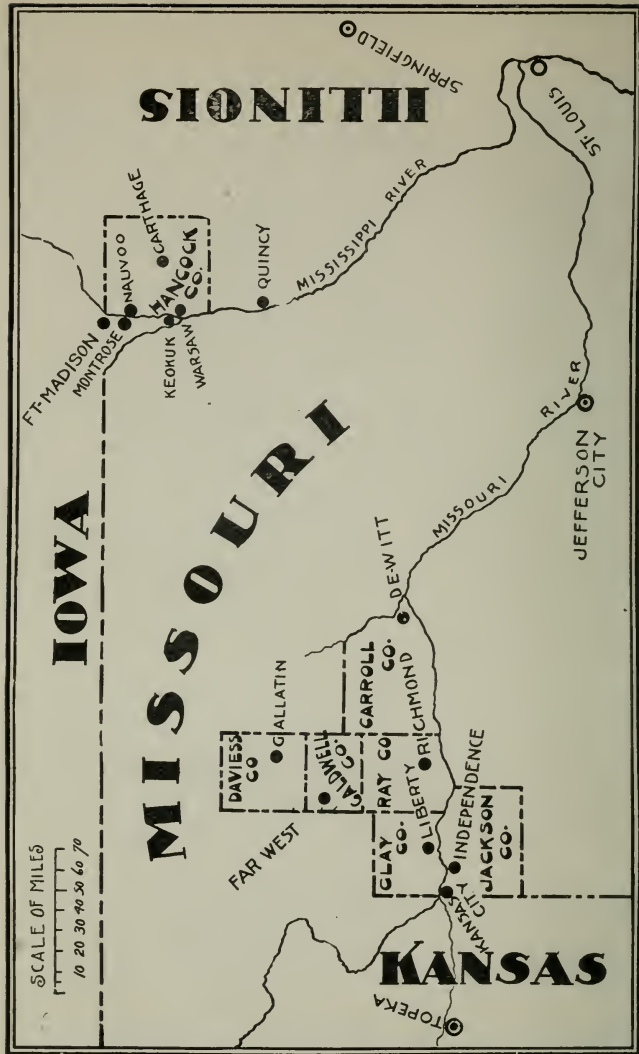 SCALE OF MILES
10 20 30 40 50 60 70
IOWA
ILLINOIS
MISSOURI
KANSAS
FT-MADISON
MONTROSE
NAUVOO
CARTHAGE
HANCOCK
CO.
KEOKUK
WARSAW
QUINCY
SPRINGFIELD
MISSISSIPPI RIVER
ST LOUIS
MISSOURI RIVER
JEFFERSON
CITY
DE-WITT
CARROLL
CO.
DAVIESS
CO
GALLATIN
CALDWELL
CO.
FAR WEST
RAY CO
RICHMOND
CLAY
CO.
LIBERTY
INDEPENDENCE
JACKSON
CO.
KANSAS
CITY
TOPEKA